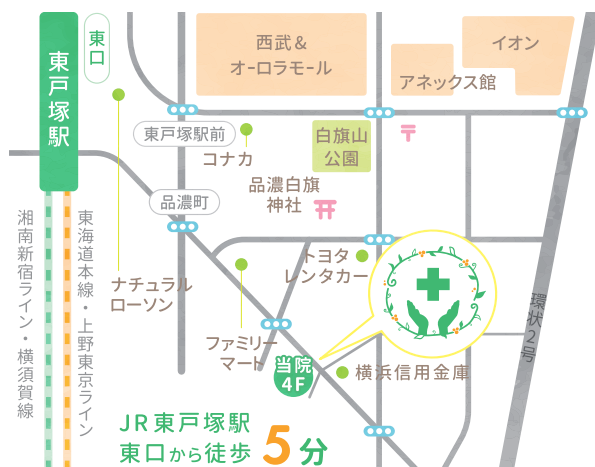 東戸塚駅
東口
西武&
オーロラモール
イオン
アネックス館
東戸塚駅前
コナカ
白旗山
公園
品濃白旗
神社
品濃町
トヨタ
レンタカー
ナチュラル
ローソン
ファミリー
マート
当院
4F
横浜信用金庫
環状2号
湘南新宿ライン・横須賀線
東海道本線・上野東京ライン
JR東戸塚駅
東口から徒歩5分